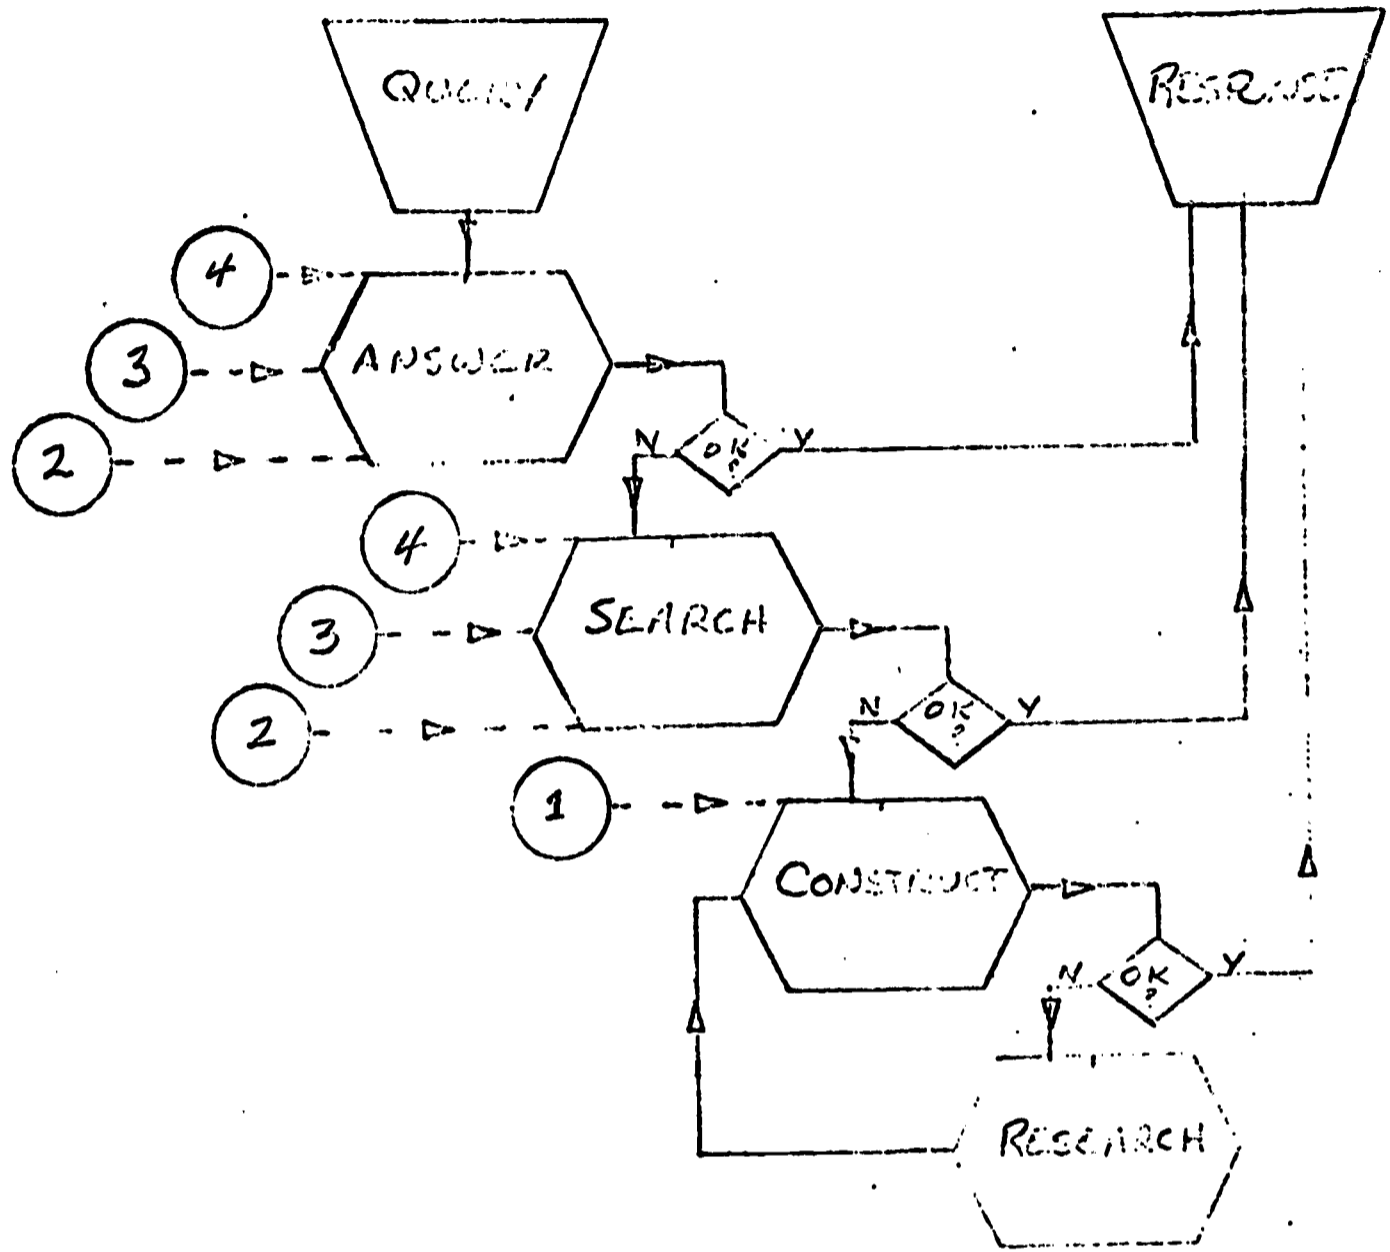 QUERY
RESPONSE
4
ANSWER
3
N OK? Y
2
4
SEARCH
3
N OK? Y
2
1
CONSTRUCT
N OK? Y
RESEARCH